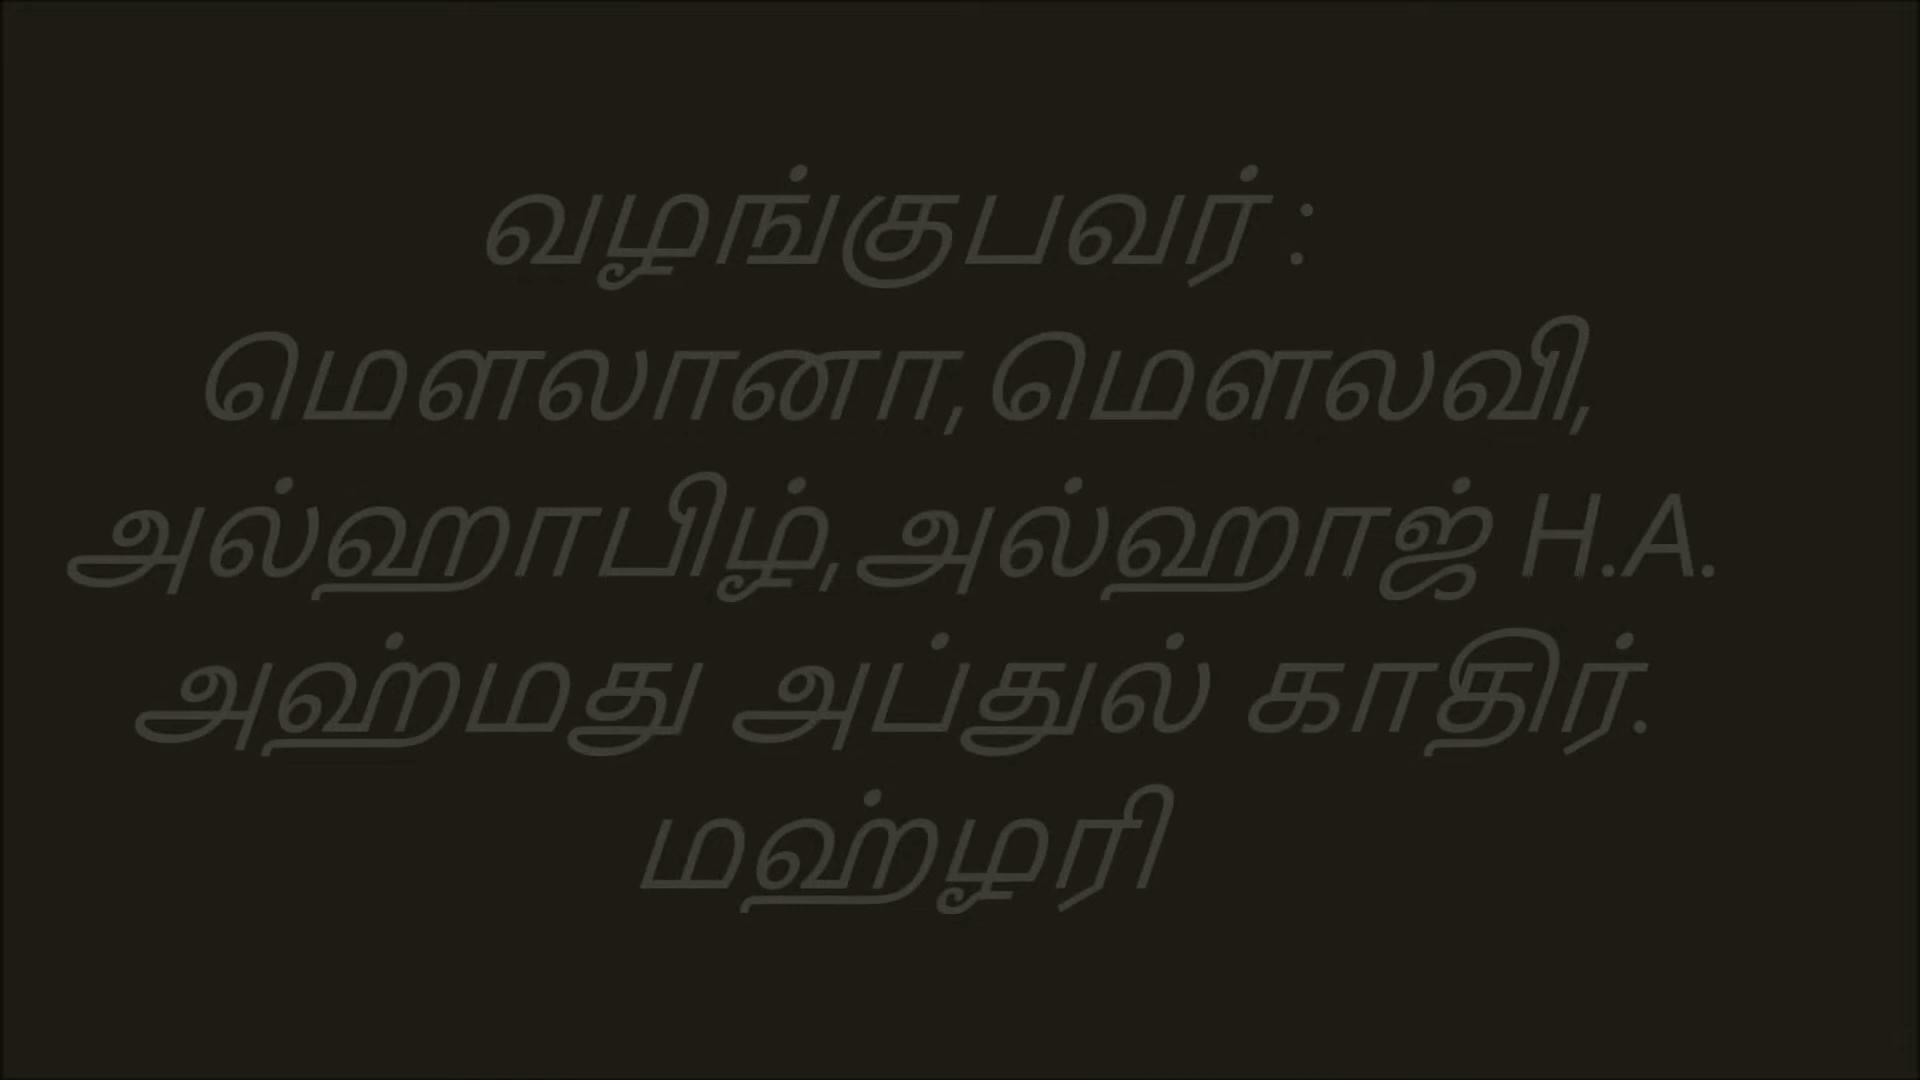 வழங்குபவர் :
மௌலானா,மௌலவி,
அல்ஹாபிழ்,அல்ஹாஜ் H.A.
அஹ்மது அப்துல் காதிர்.
மஹ்ழரி